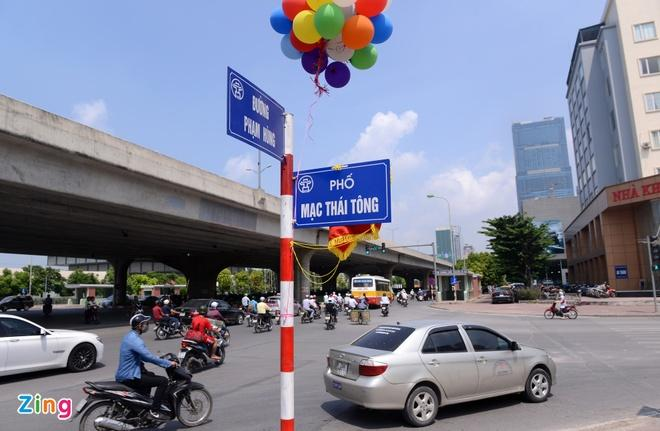 ĐƯỜNG
PHẠM HÙNG
PHỐ
MẠC THÁI TÔNG
NHÀ KH
Zing